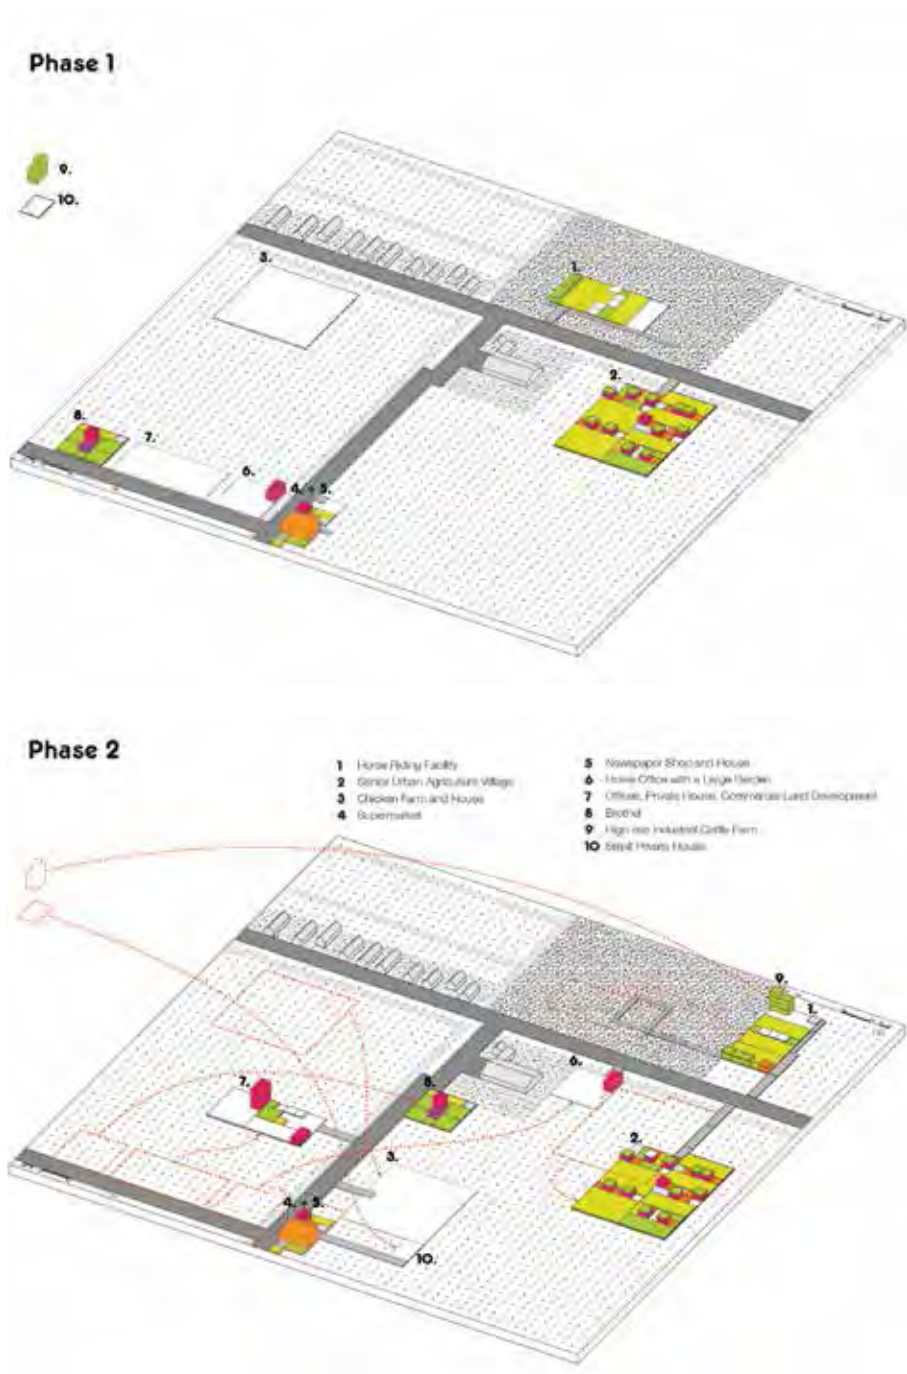 Phase 1
9.
10.
3.
1.
2.
8.
7.
6.
4. + 5.
Phase 2
1 Horse Riding Facility
2 Senior Urban Agriculture Village
3 Chicken Farm and House
4 Supermarket
5 Newspaper Shop and House
6 Home Office with a Large Garden
7 Offices, Private House, Commercial Land Development
8 Brothel
9 High-rise Industrial Cattle Farm
10 Small Private House
9.
1.
6.
7.
8.
2.
3.
4. + 5.
10.